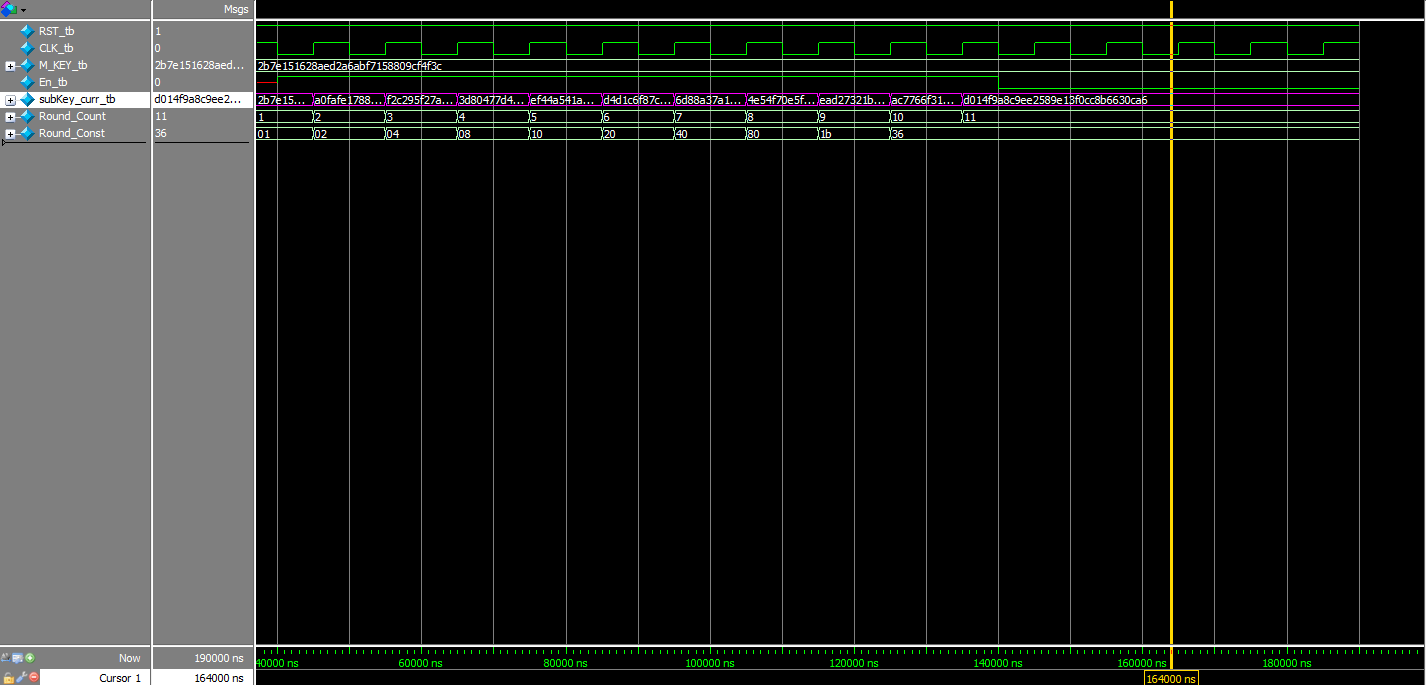 Msgs
RST_tb 1
CLK_tb 0
M_KEY_tb 2b7e151628aed... 2b7e151628aed2a6abf7158809cf4f3c
En_tb 0
subKey_curr_tb d014f9a8c9ee2... 2b7e15... a0fafe1788... f2c295f27a... 3d80477d4... ef44a541a... d4d1c6f87c... 6d88a37a1... 4e54f70e5f... ead27321b... ac7766f31... d014f9a8c9ee2589e13f0cc8b6630ca6
Round_Count 11 1 2 3 4 5 6 7 8 9 10 11
Round_Const 36 01 02 04 08 10 20 40 80 1b 36
Now 190000 ns 40000 ns 60000 ns 80000 ns 100000 ns 120000 ns 140000 ns 160000 ns 180000 ns
Cursor 1 164000 ns 164000 ns